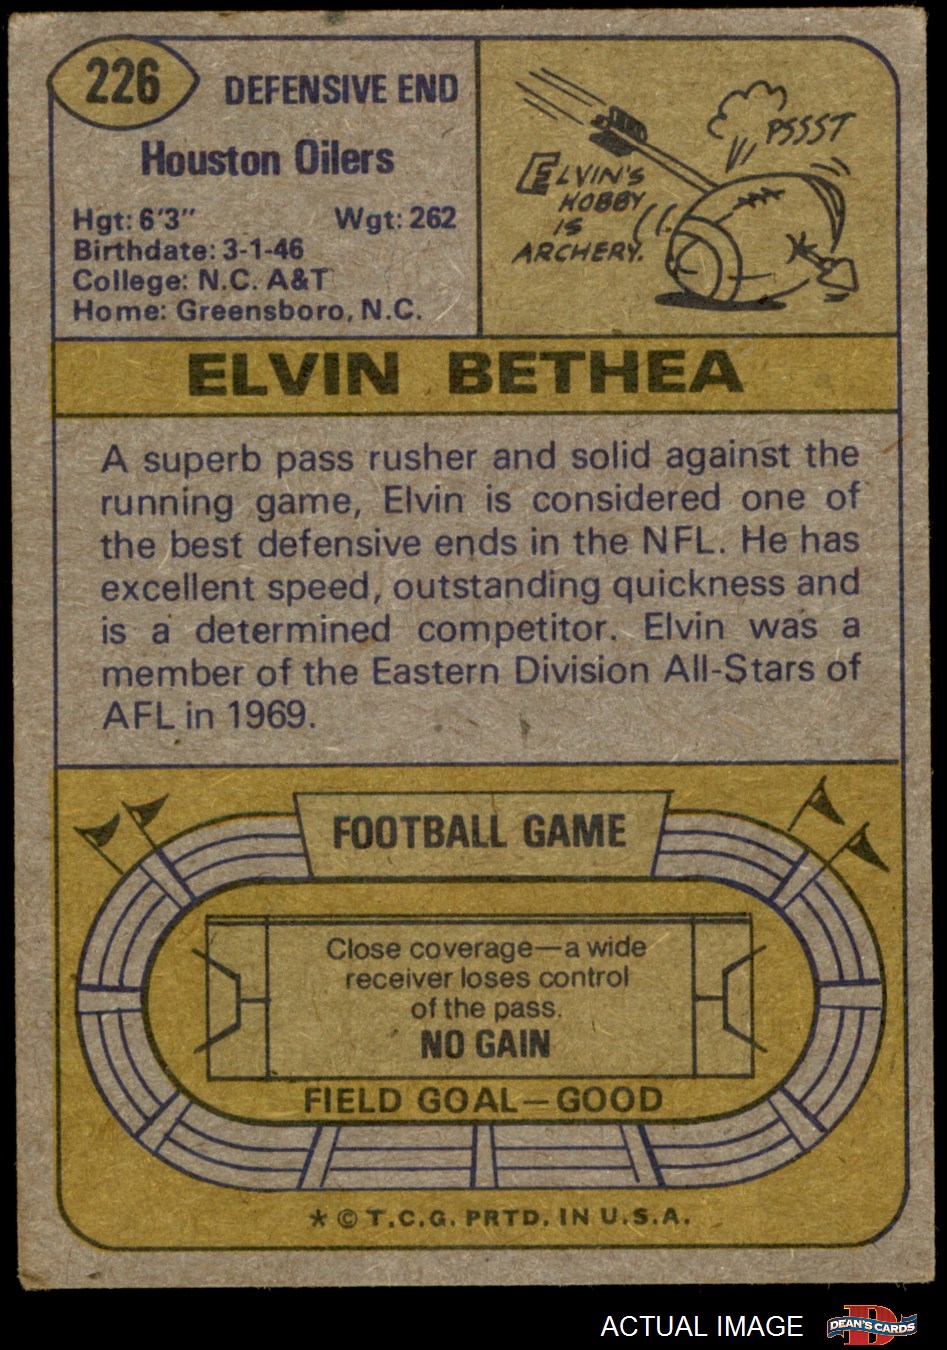 226
DEFENSIVE END
Houston Oilers
Hgt: 6'3" Wgt: 262
Birthdate: 3-1-46
College: N.C. A&T
Home: Greensboro, N.C.
PSSST
ELVIN'S
HOBBY
IS
ARCHERY.
ELVIN BETHEA
A superb pass rusher and solid against the
running game, Elvin is considered one of
the best defensive ends in the NFL. He has
excellent speed, outstanding quickness and
is a determined competitor. Elvin was a
member of the Eastern Division All-Stars of
AFL in 1969.
FOOTBALL GAME
Close coverage—a wide
receiver loses control
of the pass.
NO GAIN
FIELD GOAL—GOOD
* © T.C.G. PRTD. IN U.S.A.
ACTUAL IMAGE
D
DEAN'S CARDS